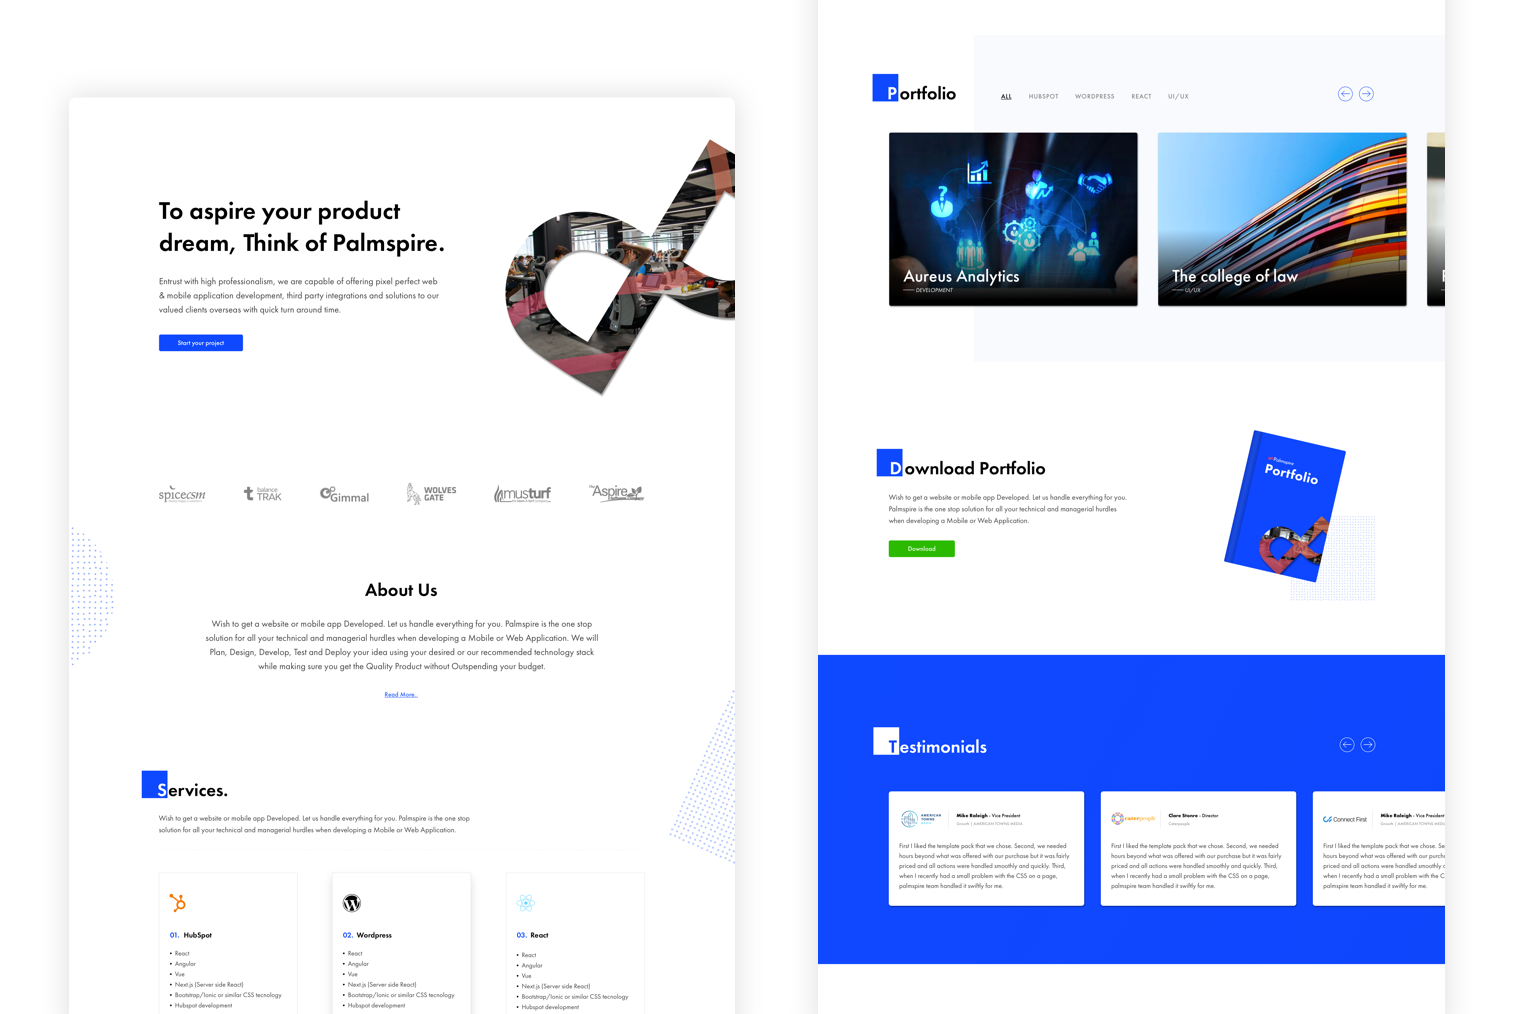 To aspire your product
dream, Think of Palmspire.
Entrust with high professionalism, we are capable of offering pixel perfect web
& mobile application development, third party integrations and solutions to our
valued clients overseas with quick turn around time.
Start your project
spicecsm
balance
TRAK
Gimmal
WOLVES
GATE
musturf
The Aspire
About Us
Wish to get a website or mobile app Developed. Let us handle everything for you. Palmspire is the one stop
solution for all your technical and managerial hurdles when developing a Mobile or Web Application. We will
Plan, Design, Develop, Test and Deploy your idea using your desired or our recommended technology stack
while making sure you get the Quality Product without Outspending your budget.
Read More..
Services.
Wish to get a website or mobile app Developed. Let us handle everything for you. Palmspire is the one stop
solution for all your technical and managerial hurdles when developing a Mobile or Web Application.
01. HubSpot
• React
• Angular
• Vue
• Next.js (Server side React)
• Bootstrap/Ionic or similar CSS tecnology
• Hubspot development
02. Wordpress
• React
• Angular
• Vue
• Next.js (Server side React)
• Bootstrap/Ionic or similar CSS tecnology
• Hubspot development
03. React
• React
• Angular
• Vue
• Next.js (Server side React)
• Bootstrap/Ionic or similar CSS tecnology
• Hubspot development
Portfolio
ALL HUBSPOT WORDPRESS REACT UI/UX
Aureus Analytics
DEVELOPMENT
The college of law
UI/UX
Download Portfolio
Wish to get a website or mobile app Developed. Let us handle everything for you.
Palmspire is the one stop solution for all your technical and managerial hurdles
when developing a Mobile or Web Application.
Download
Palmspire
Portfolio
Testimonials
AMERICAN
TOWNS
MEDIA
Mike Raleigh - Vice President
Growth | AMERICAN TOWNS MEDIA
First I liked the template pack that we chose. Second, we needed
hours beyond what was offered with our purchase but it was fairly
priced and all actions were handled smoothly and quickly. Third,
when I recently had a small problem with the CSS on a page,
palmspire team handled it swiftly for me.
careerpeople
Clare Stunra - Director
Careerpeople
First I liked the template pack that we chose. Second, we needed
hours beyond what was offered with our purchase but it was fairly
priced and all actions were handled smoothly and quickly. Third,
when I recently had a small problem with the CSS on a page,
palmspire team handled it swiftly for me.
Connect First
Mike Raleigh - Vice President
Growth | AMERICAN TOWNS MEDIA
First I liked the template pack that we chose. Se
hours beyond what was offered with our purch
priced and all actions were handled smoothly
when I recently had a small problem with the C
palmspire team handled it swiftly for me.